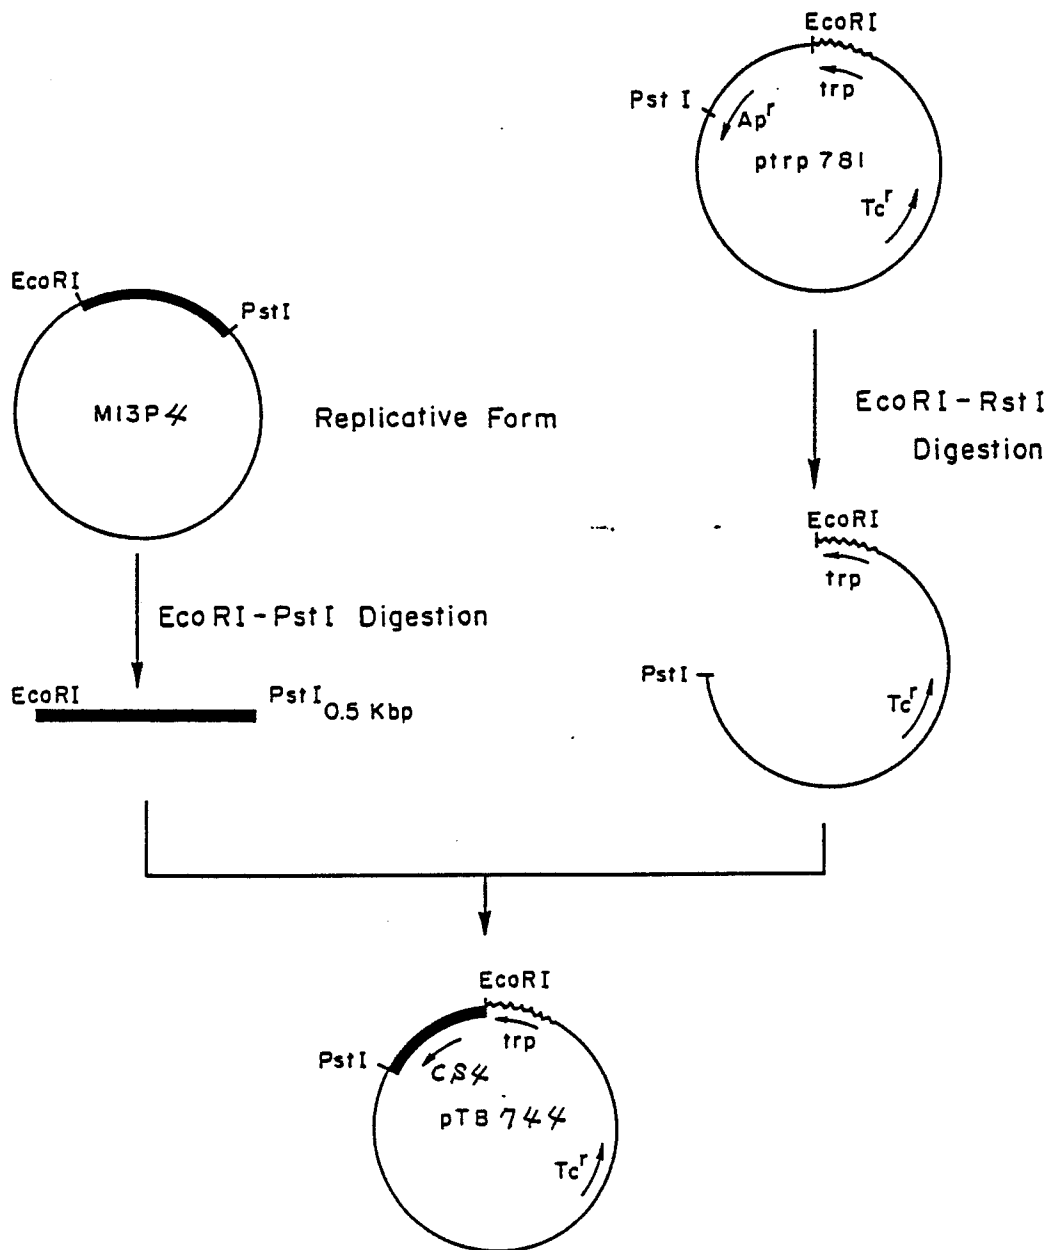 EcoRI
trp
Pst I
Apr
ptrp 781
Tcr
EcoRI
PstI
M13P4
Replicative Form
EcoRI-RstI
Digestion
EcoRI
trp
PstI
Tcr
EcoRI-PstI Digestion
EcoRI
PstI
0.5 Kbp
EcoRI
trp
PstI
CS4
pTB 744
Tcr